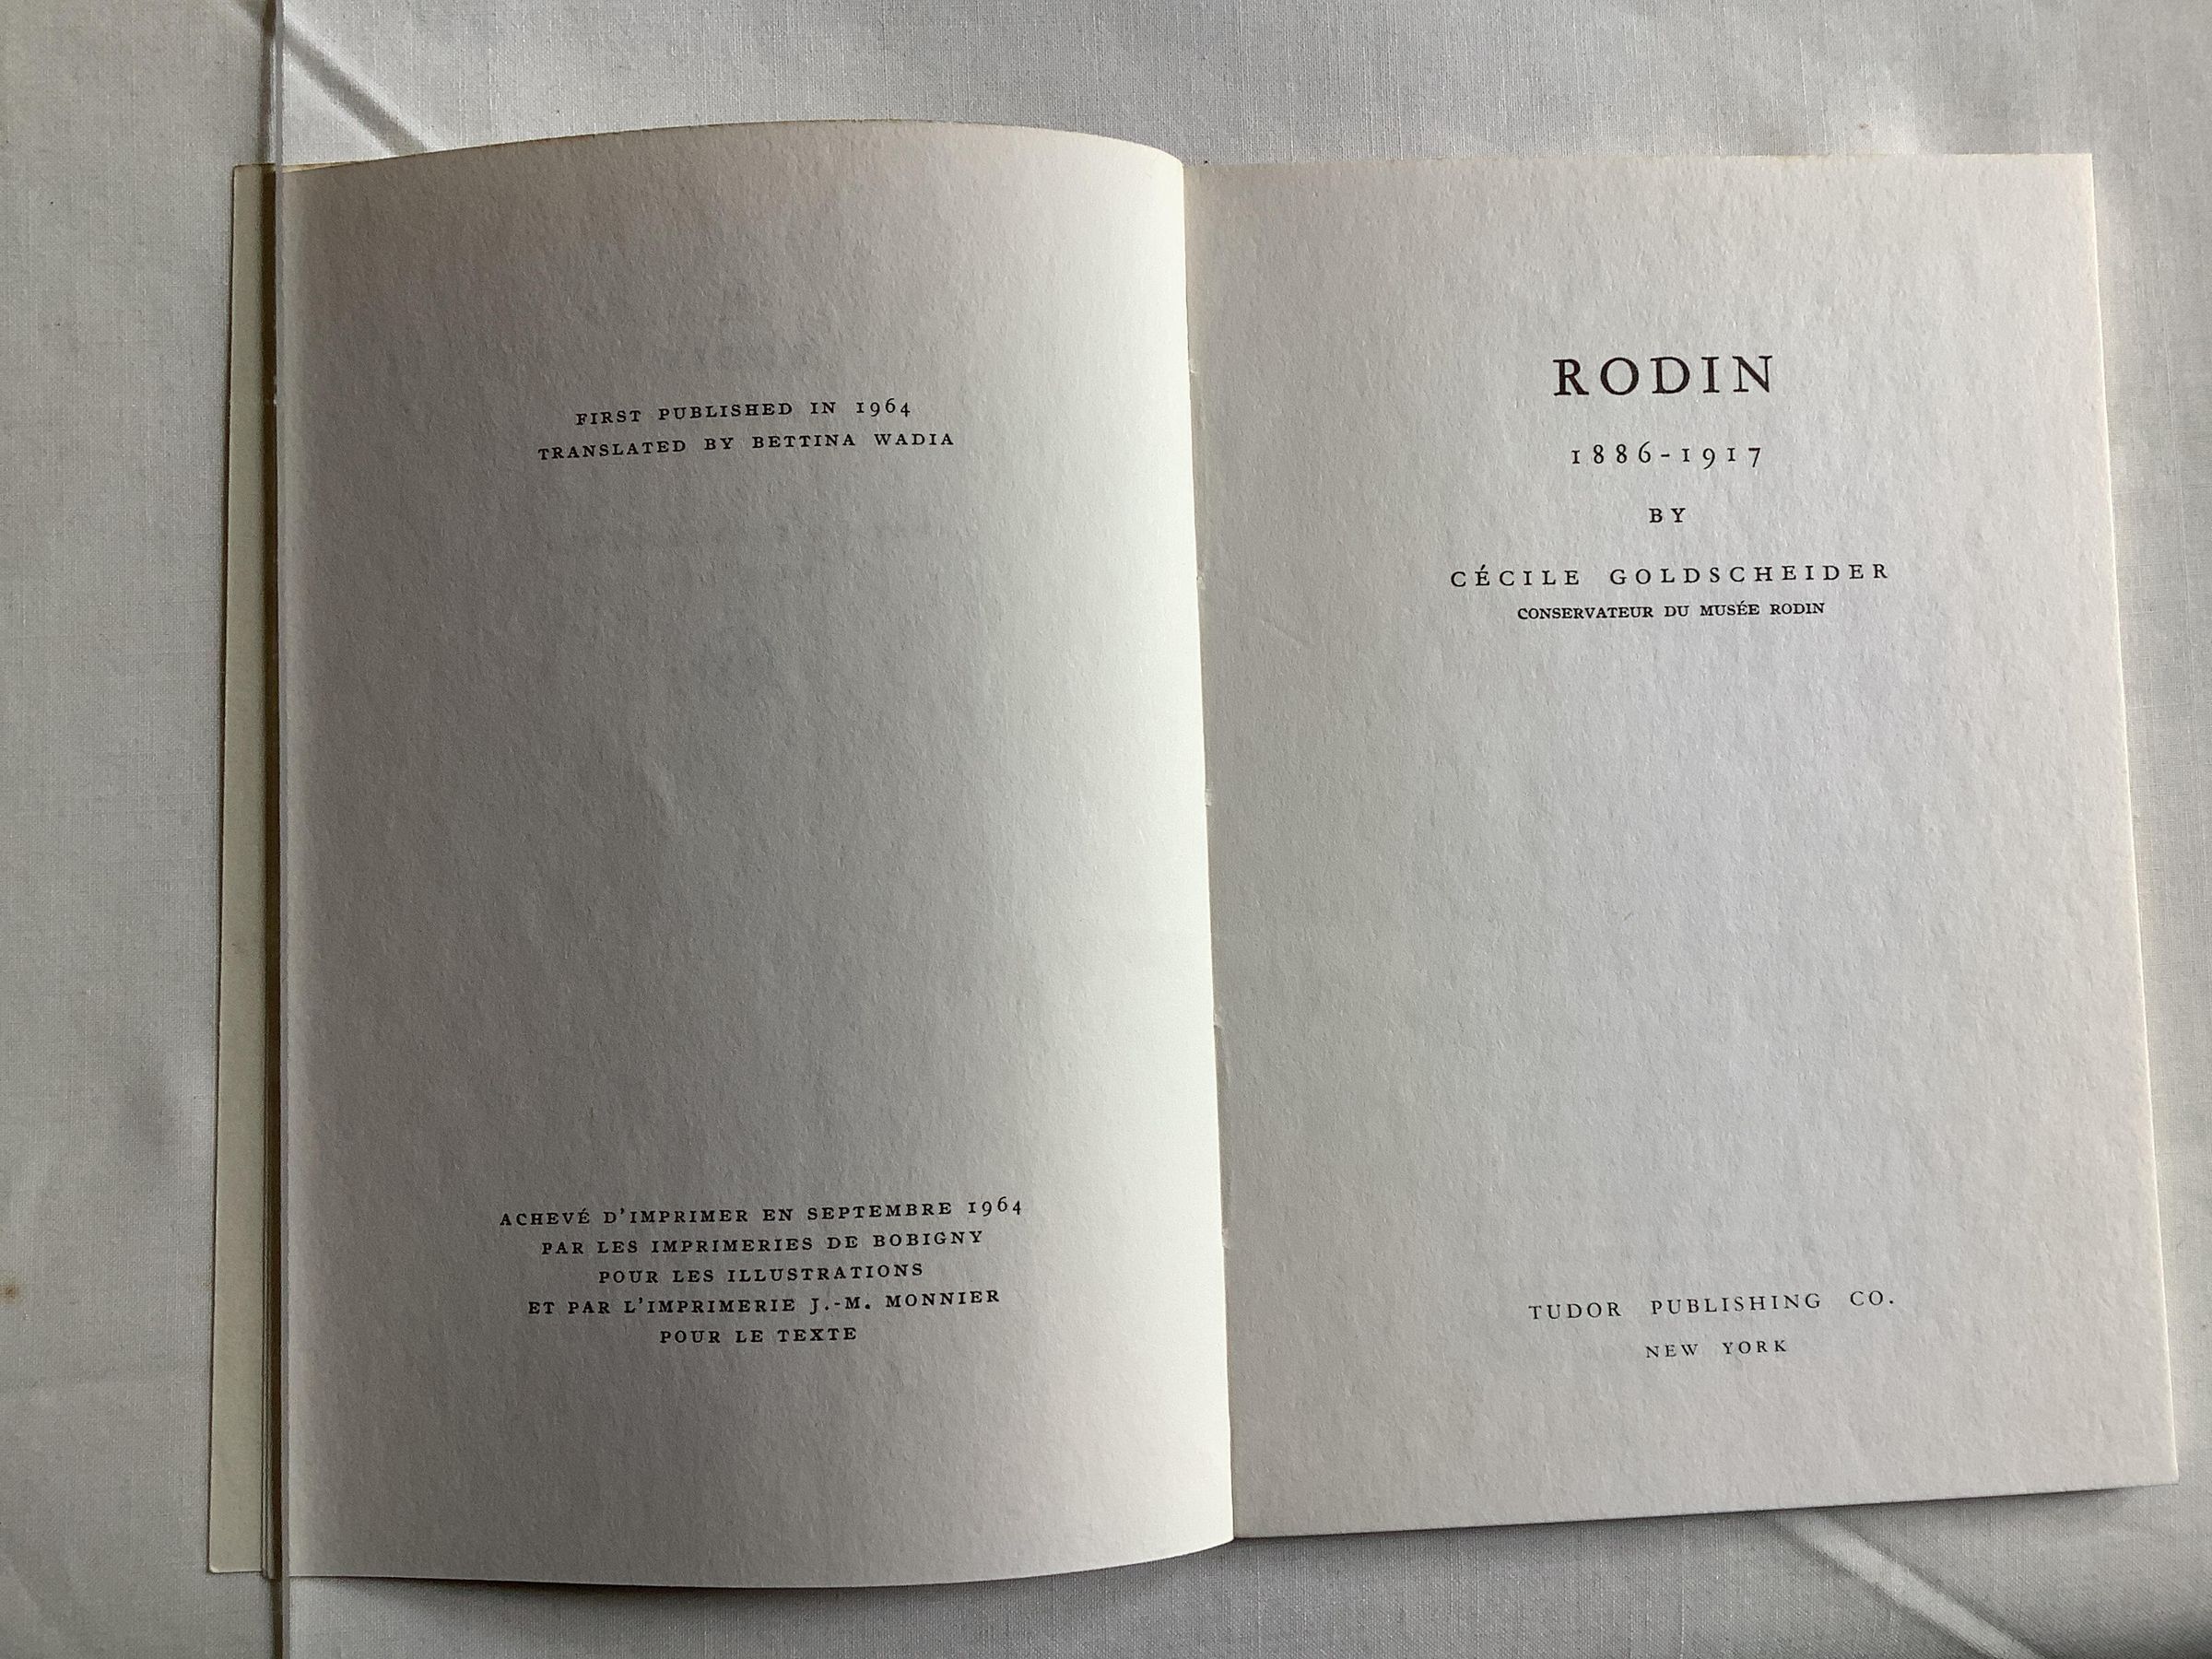 FIRST PUBLISHED IN 1964
TRANSLATED BY BETTINA WADIA
ACHEVÉ D'IMPRIMER EN SEPTEMBRE 1964
PAR LES IMPRIMERIES DE BOBIGNY
POUR LES ILLUSTRATIONS
ET PAR L'IMPRIMERIE J.-M. MONNIER
POUR LE TEXTE
RODIN
1886-1917
BY
CÉCILE GOLDSCHEIDER
CONSERVATEUR DU MUSÉE RODIN
TUDOR PUBLISHING CO.
NEW YORK